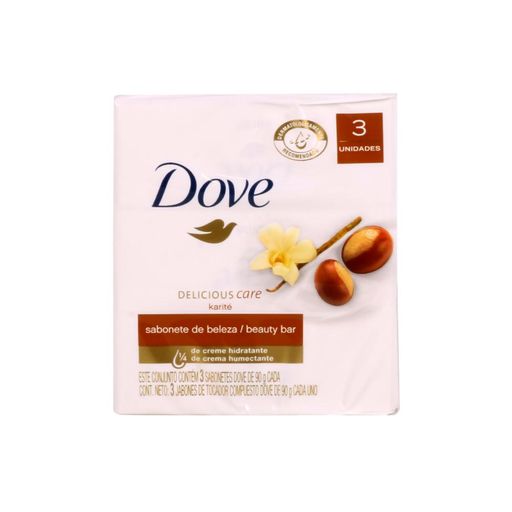 DERMATOLOGICAMENTE
RECOMENDADO
3
UNIDADES
Dove
DELICIOUS care
karité
sabonete de beleza / beauty bar
1/4 de creme hidratante
de crema humectante
ESTE CONJUNTO CONTÉM 3 SABONETES DOVE DE 90 g CADA
CONT. NETO: 3 JABONES DE TOCADOR COMPUESTO DOVE DE 90 g CADA UNO